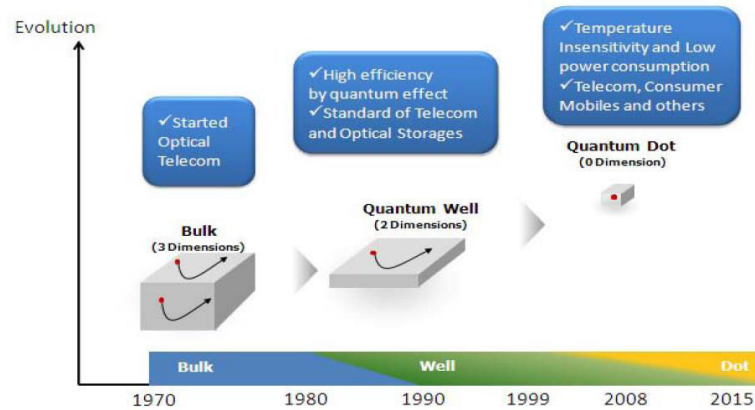 Evolution
✓Started
Optical
Telecom
✓High efficiency
by quantum effect
✓Standard of Telecom
and Optical Storages
✓Temperature
Insensitivity and Low
power consumption
✓Telecom, Consumer
Mobiles and others
Bulk
(3 Dimensions)
Quantum Well
(2 Dimensions)
Quantum Dot
(0 Dimension)
Bulk
Well
Dot
1970
1980
1990
1999
2008
2015